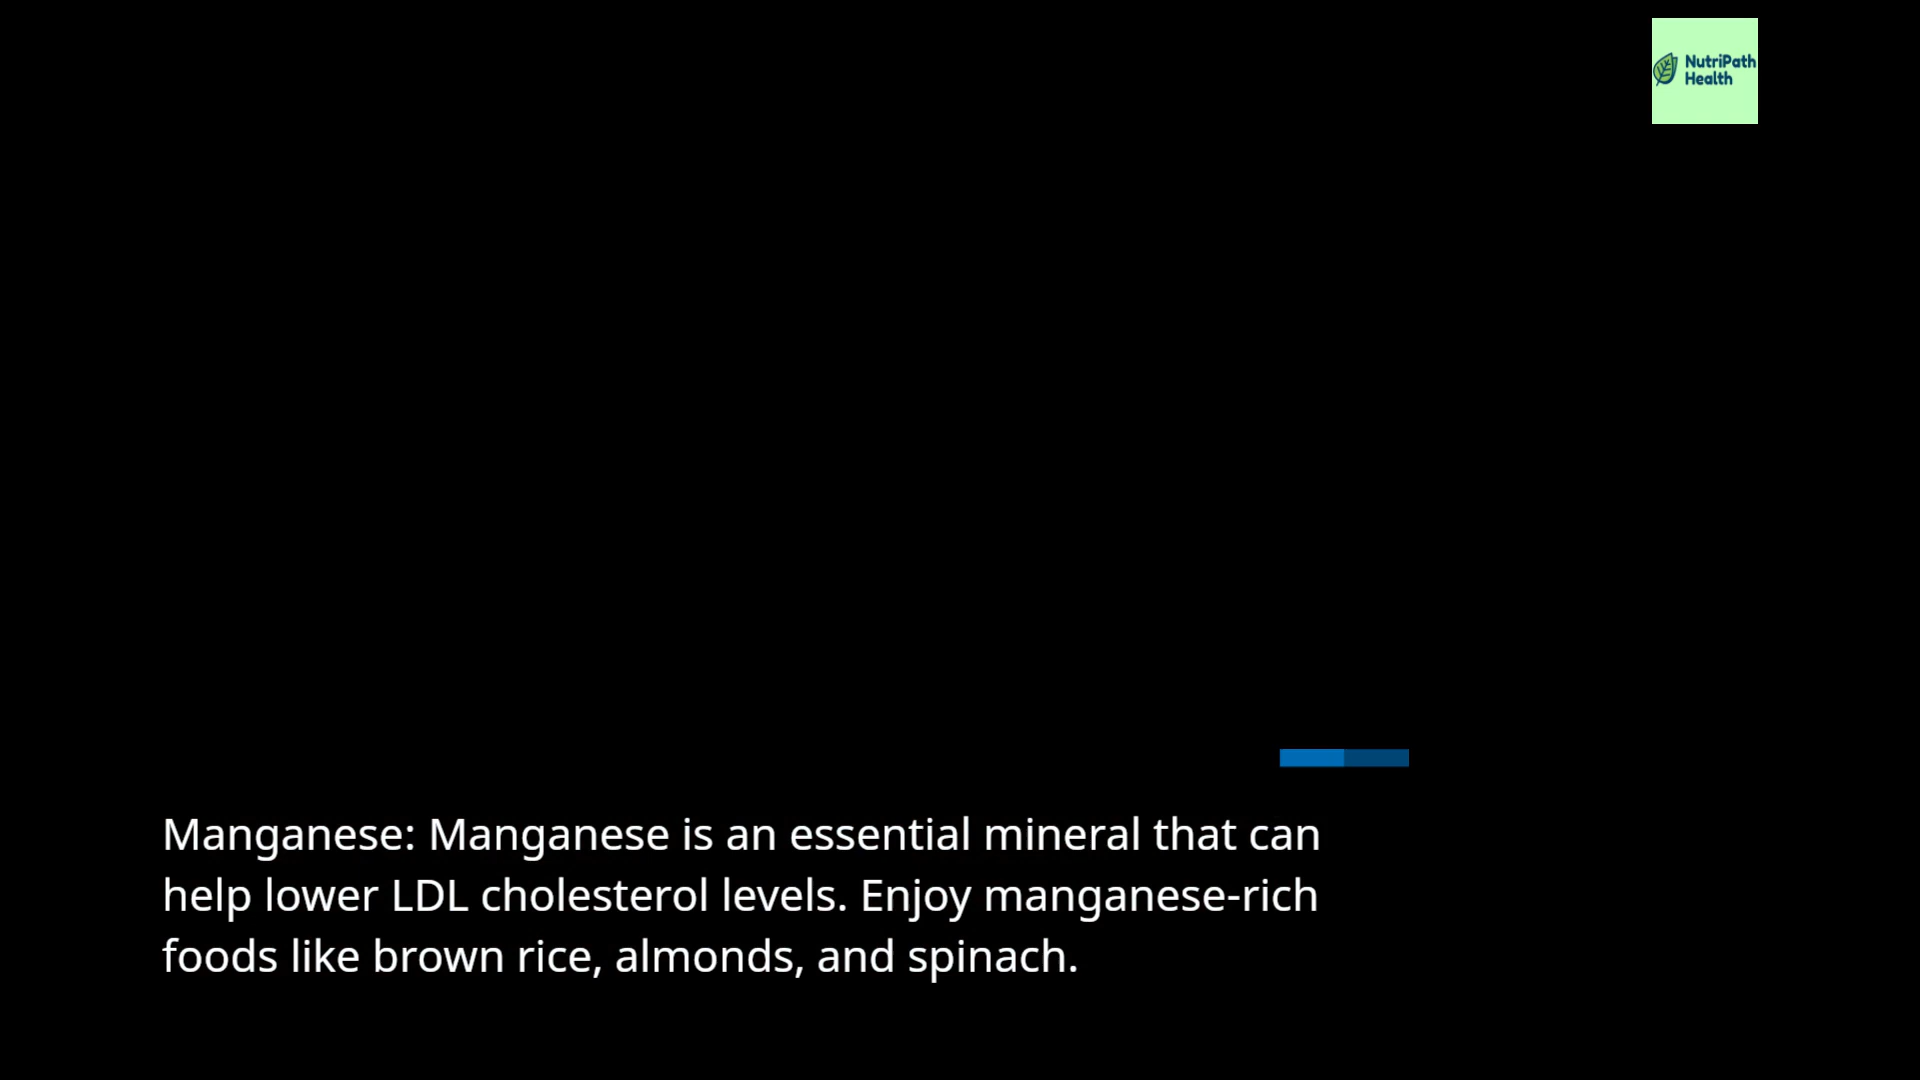 NutriPath
Health
Manganese: Manganese is an essential mineral that can
help lower LDL cholesterol levels. Enjoy manganese-rich
foods like brown rice, almonds, and spinach.